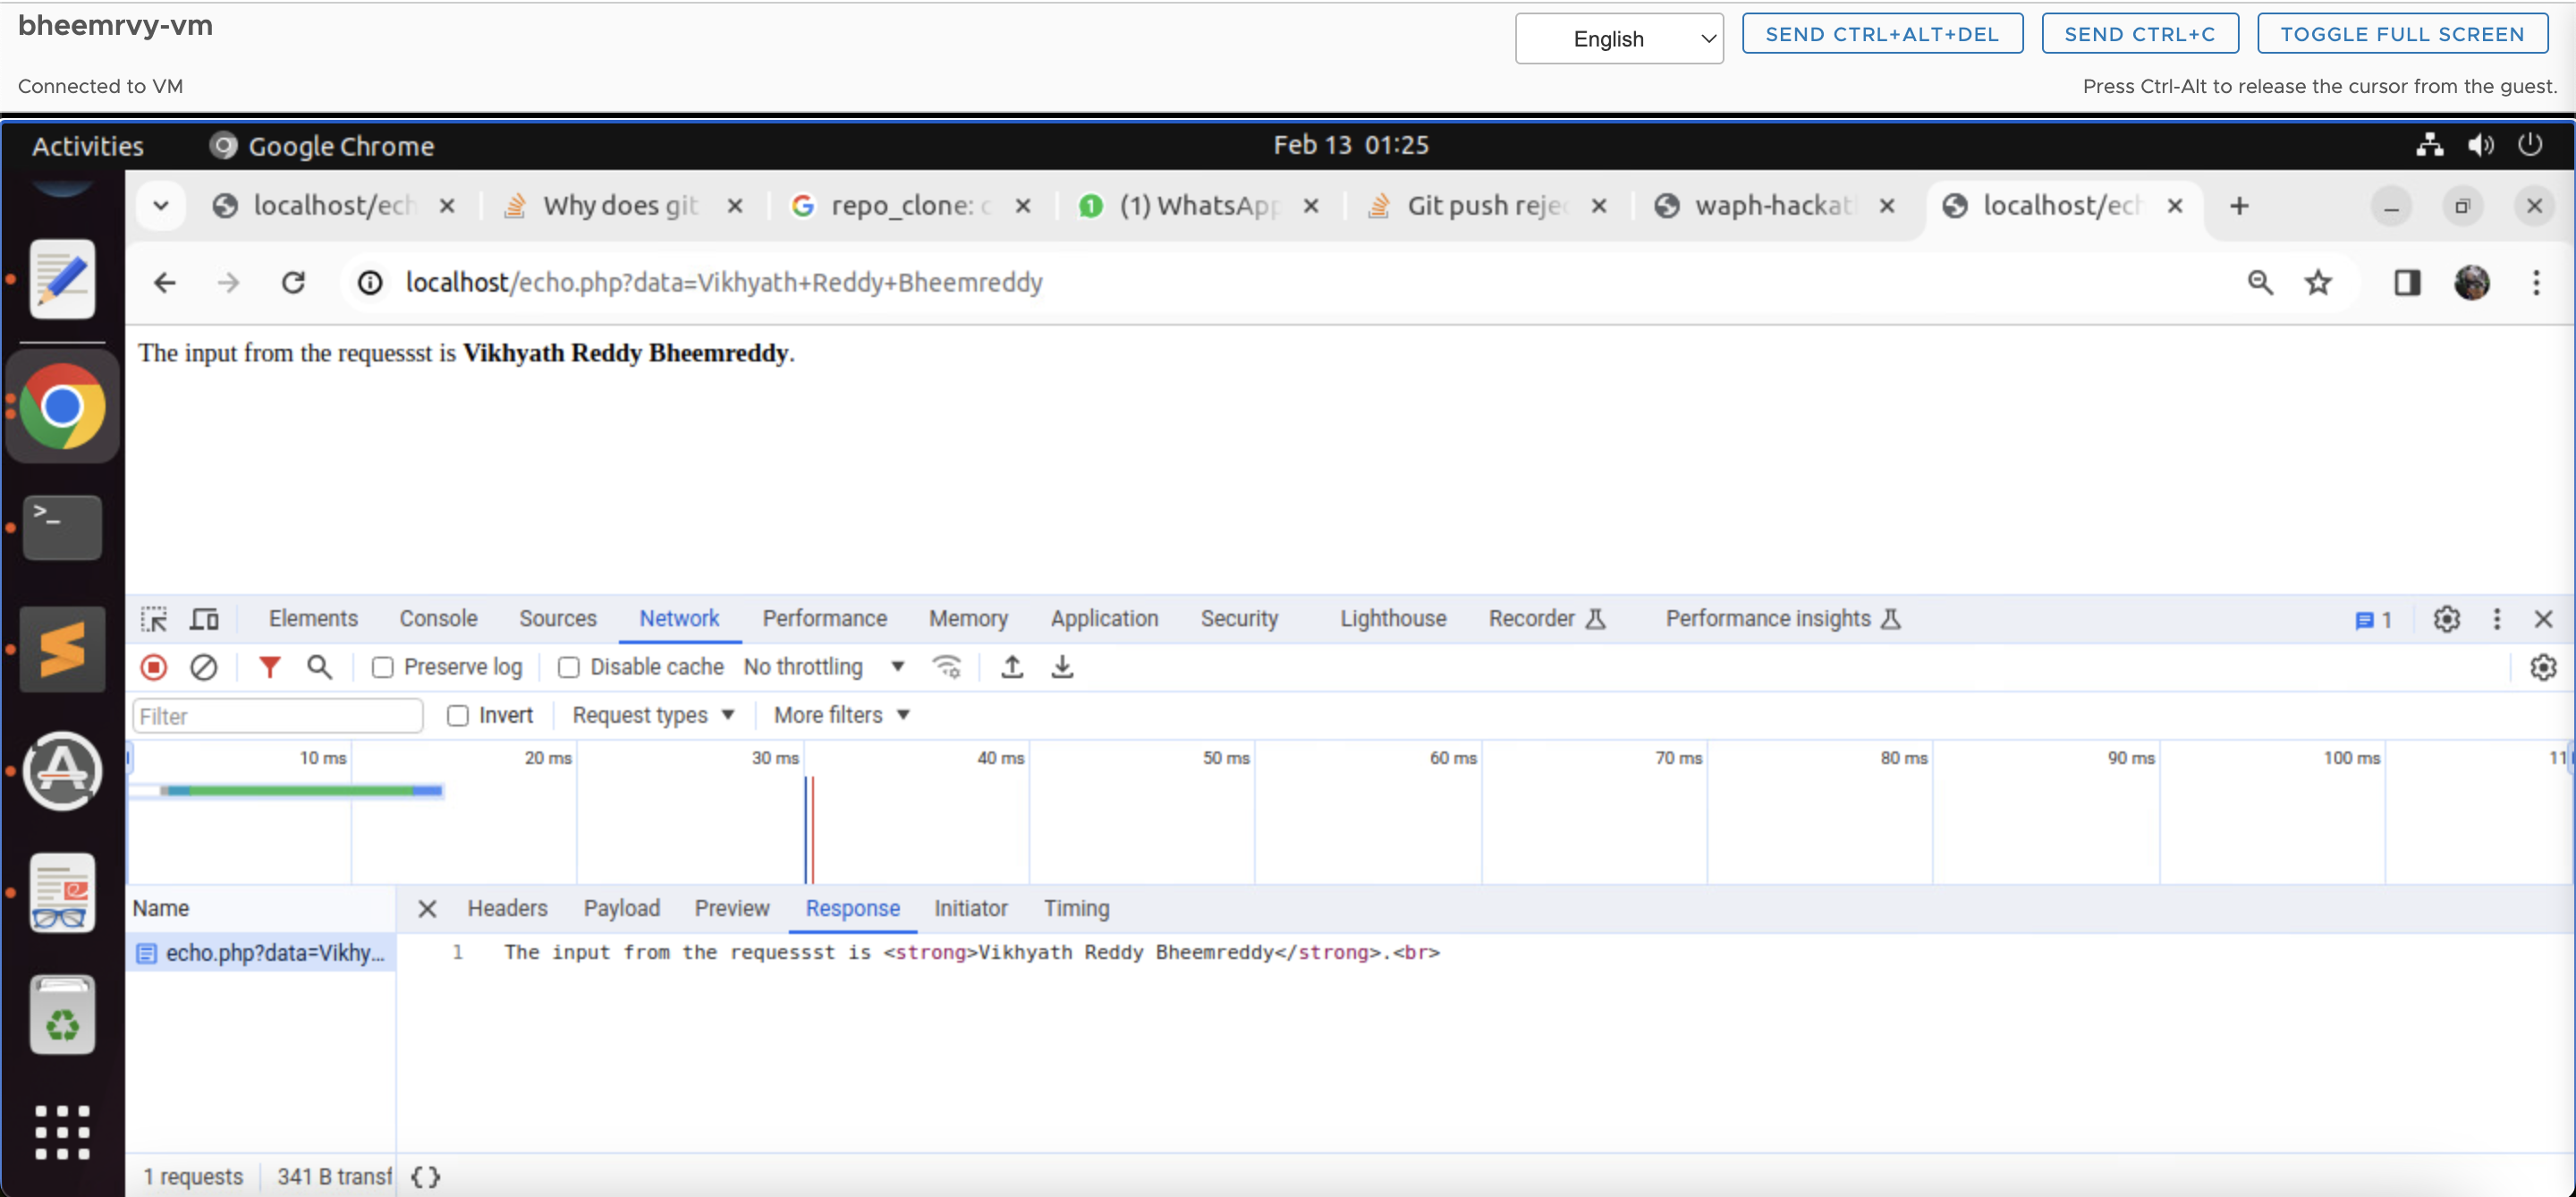 bheemrvy-vm
English
SEND CTRL+ALT+DEL
SEND CTRL+C
TOGGLE FULL SCREEN
Connected to VM
Press Ctrl-Alt to release the cursor from the guest.
Activities
Google Chrome
Feb 13 01:25
localhost/ech
Why does git
repo_clone:
(1) WhatsApp
Git push reje
waph-hackat
localhost/ech
localhost/echo.php?data=Vikhyath+Reddy+Bheemreddy
The input from the requessst is Vikhyath Reddy Bheemreddy.
Elements Console Sources Network Performance Memory Application Security Lighthouse Recorder Performance insights
1
Preserve log
Disable cache
No throttling
Filter
Invert
Request types
More filters
10 ms 20 ms 30 ms 40 ms 50 ms 60 ms 70 ms 80 ms 90 ms 100 ms 11
Name
Headers Payload Preview Response Initiator Timing
echo.php?data=Vikhy...
1 The input from the requessst is <strong>Vikhyath Reddy Bheemreddy</strong>.<br>
1 requests
341 B transf
{ }